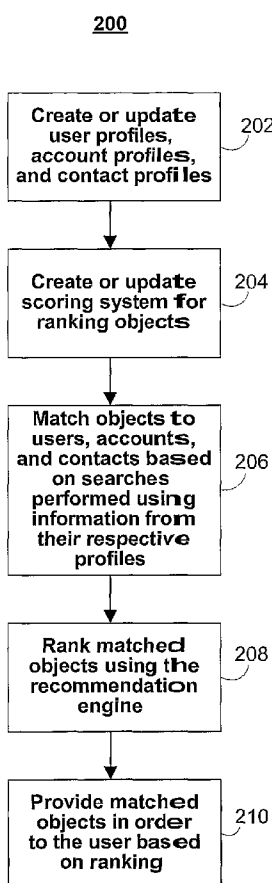 200
Create or update
user profiles,
account profiles,
and contact profiles
202
Create or update
scoring system for
ranking objects
204
Match objects to
users, accounts,
and contacts based
on searches
performed using
information from
their respective
profiles
206
Rank matched
objects using the
recommendation
engine
208
Provide matched
objects in order
to the user based
on ranking
210